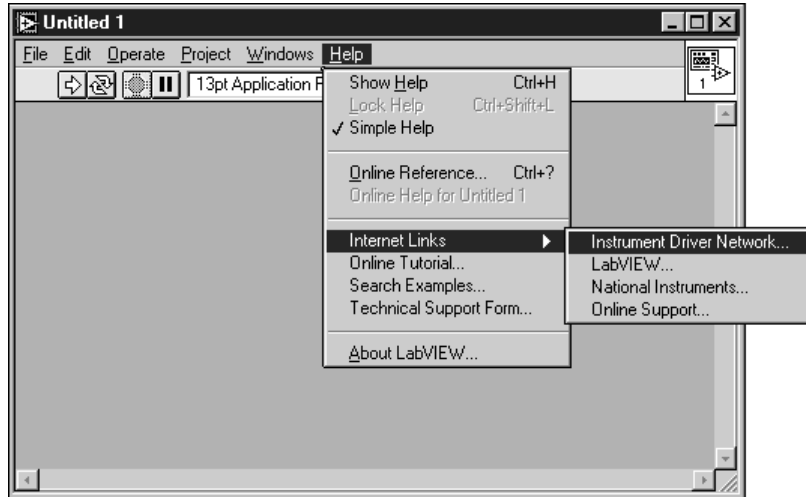 Untitled 1
File Edit Operate Project Windows Help
13pt Application F
1
Show Help Ctrl+H
Lock Help Ctrl+Shift+L
✓ Simple Help
Online Reference... Ctrl+?
Online Help for Untitled 1
Internet Links
Online Tutorial...
Search Examples...
Technical Support Form...
About LabVIEW...
Instrument Driver Network...
LabVIEW...
National Instruments...
Online Support...